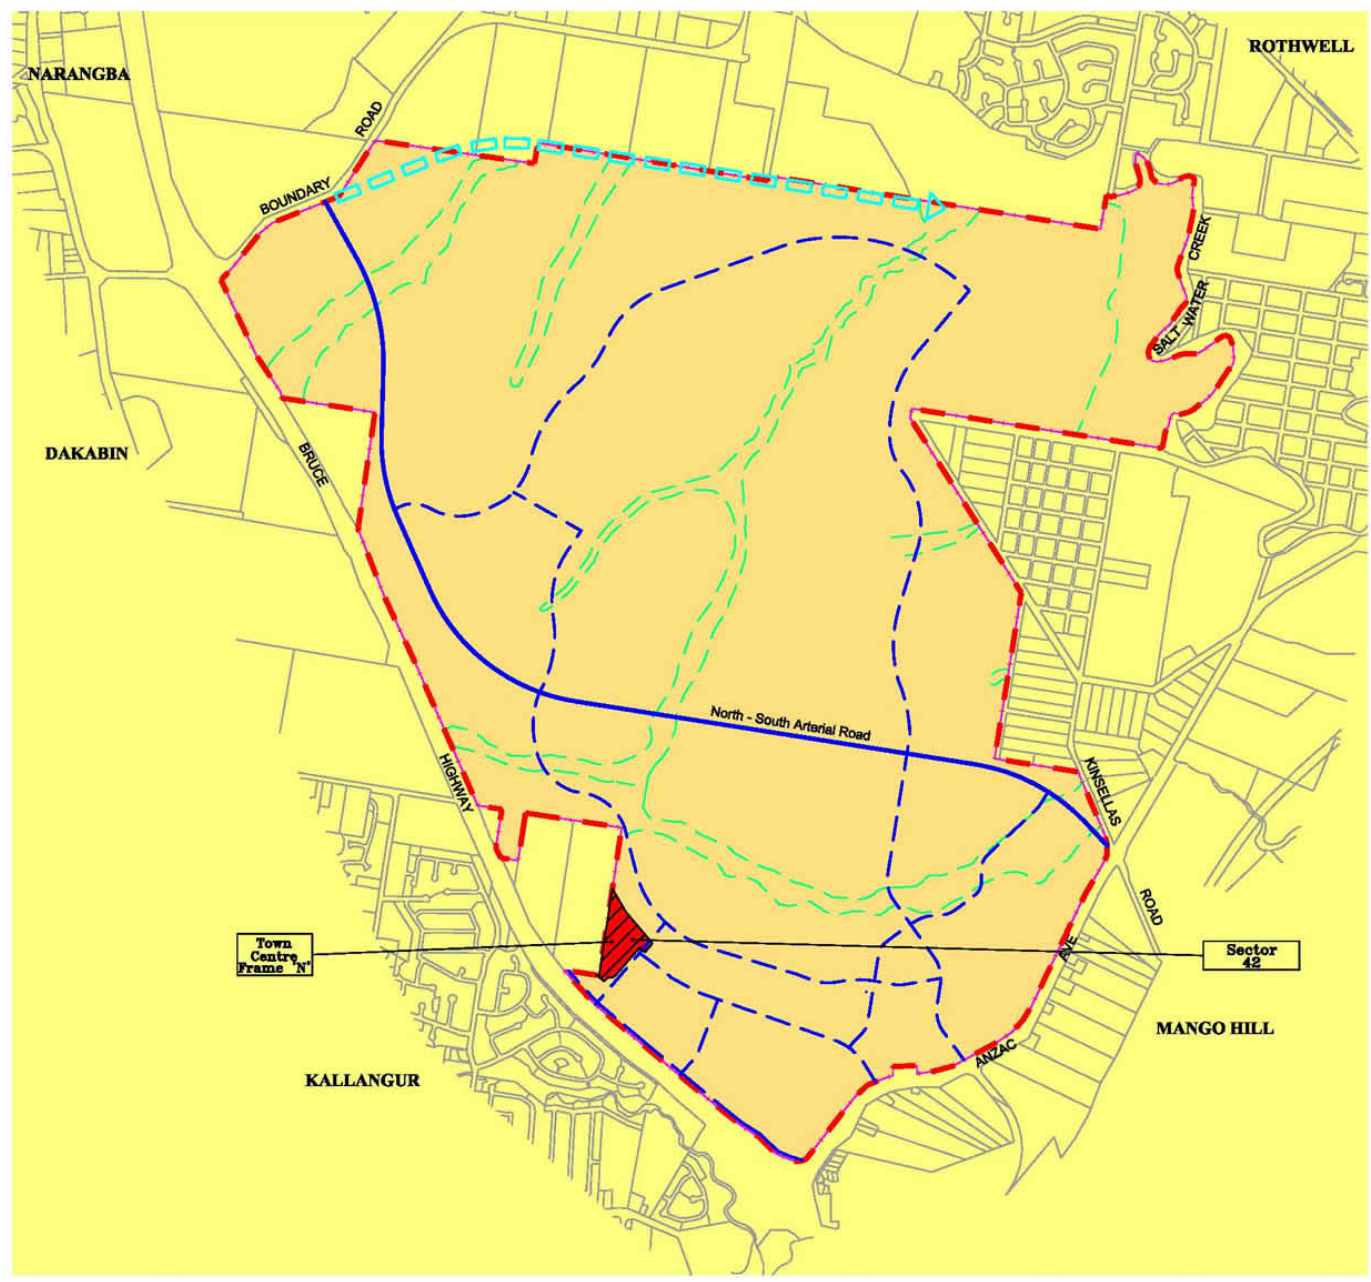 ROTHWELL
NARANGBA
ROAD
BOUNDARY
CREEK
SALT WATER
DAKABIN
BRUCE
North - South Arterial Road
HIGHWAY
KINSELLAS
ROAD
Town
Centre
Frame 'N'
AVE
Sector
42
MANGO HILL
ANZAC
KALLANGUR